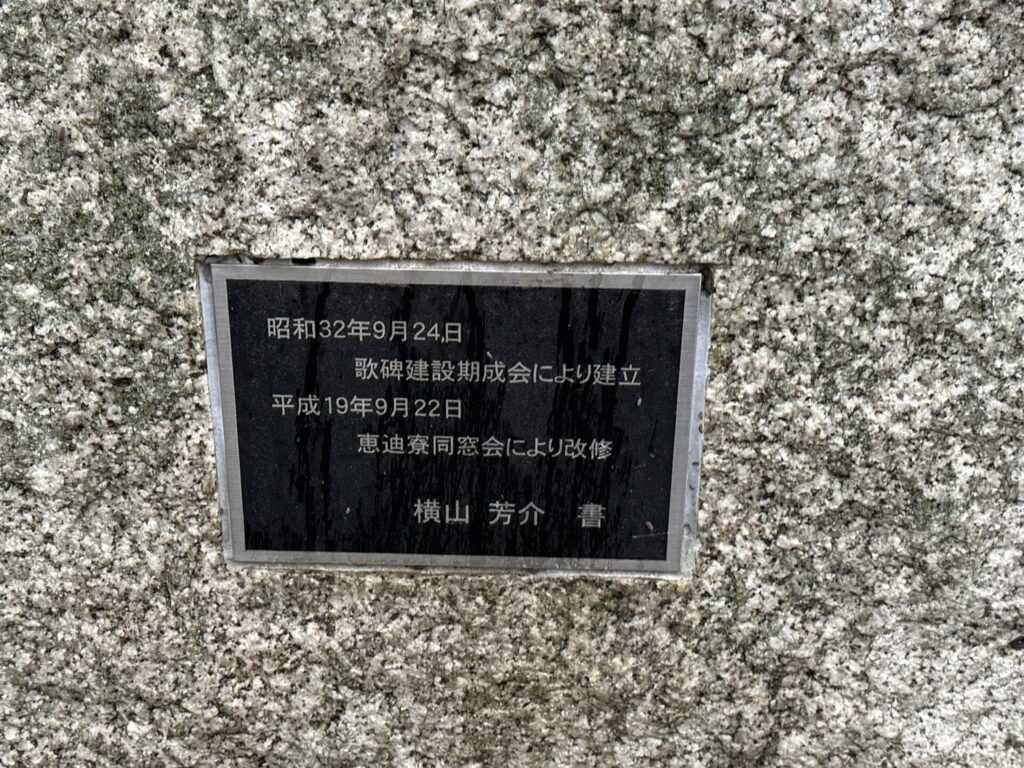 昭和32年9月24日
歌碑建設期成会により建立
平成19年9月22日
恵迪寮同窓会により改修
横山 芳介 書